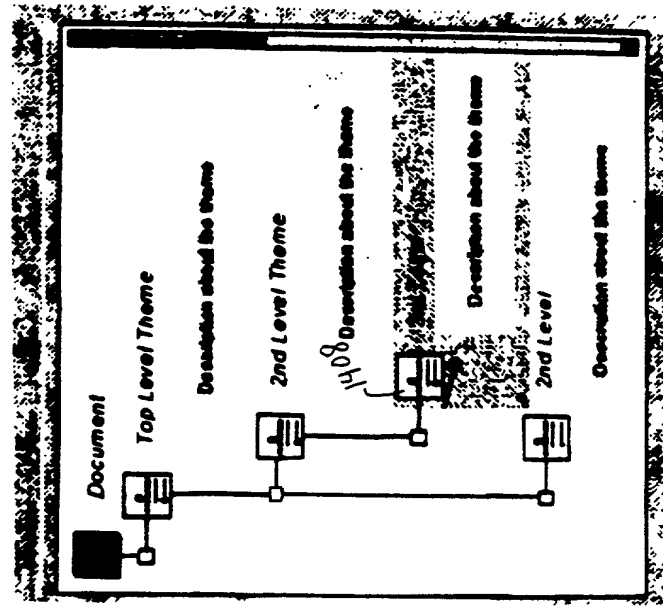 Document
Top Level Theme
Description about the theme
2nd Level Theme
Description about the theme
1408
Description about the theme
2nd Level
Description about the theme